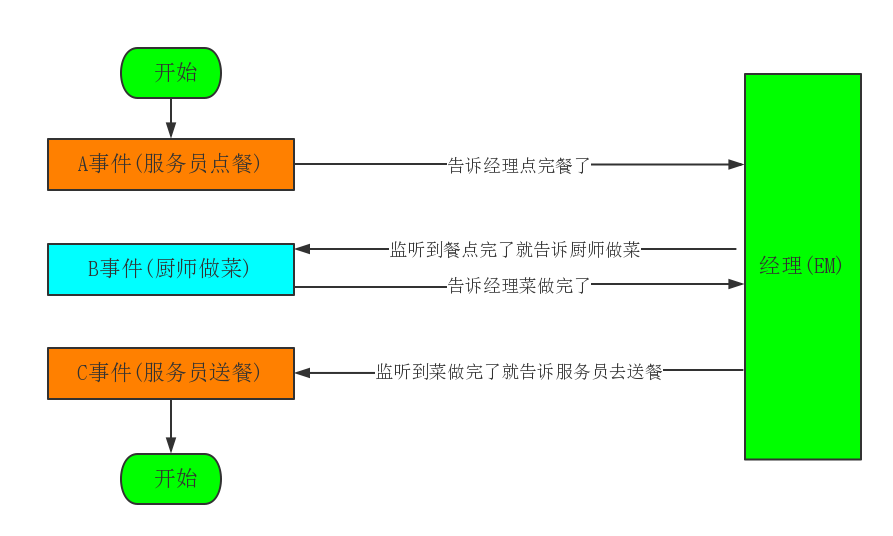 开始
A事件(服务员点餐)
告诉经理点完餐了
监听到餐点完了就告诉厨师做菜
B事件(厨师做菜)
经理(EM)
告诉经理菜做完了
C事件(服务员送餐)
监听到菜做完了就告诉服务员去送餐
开始